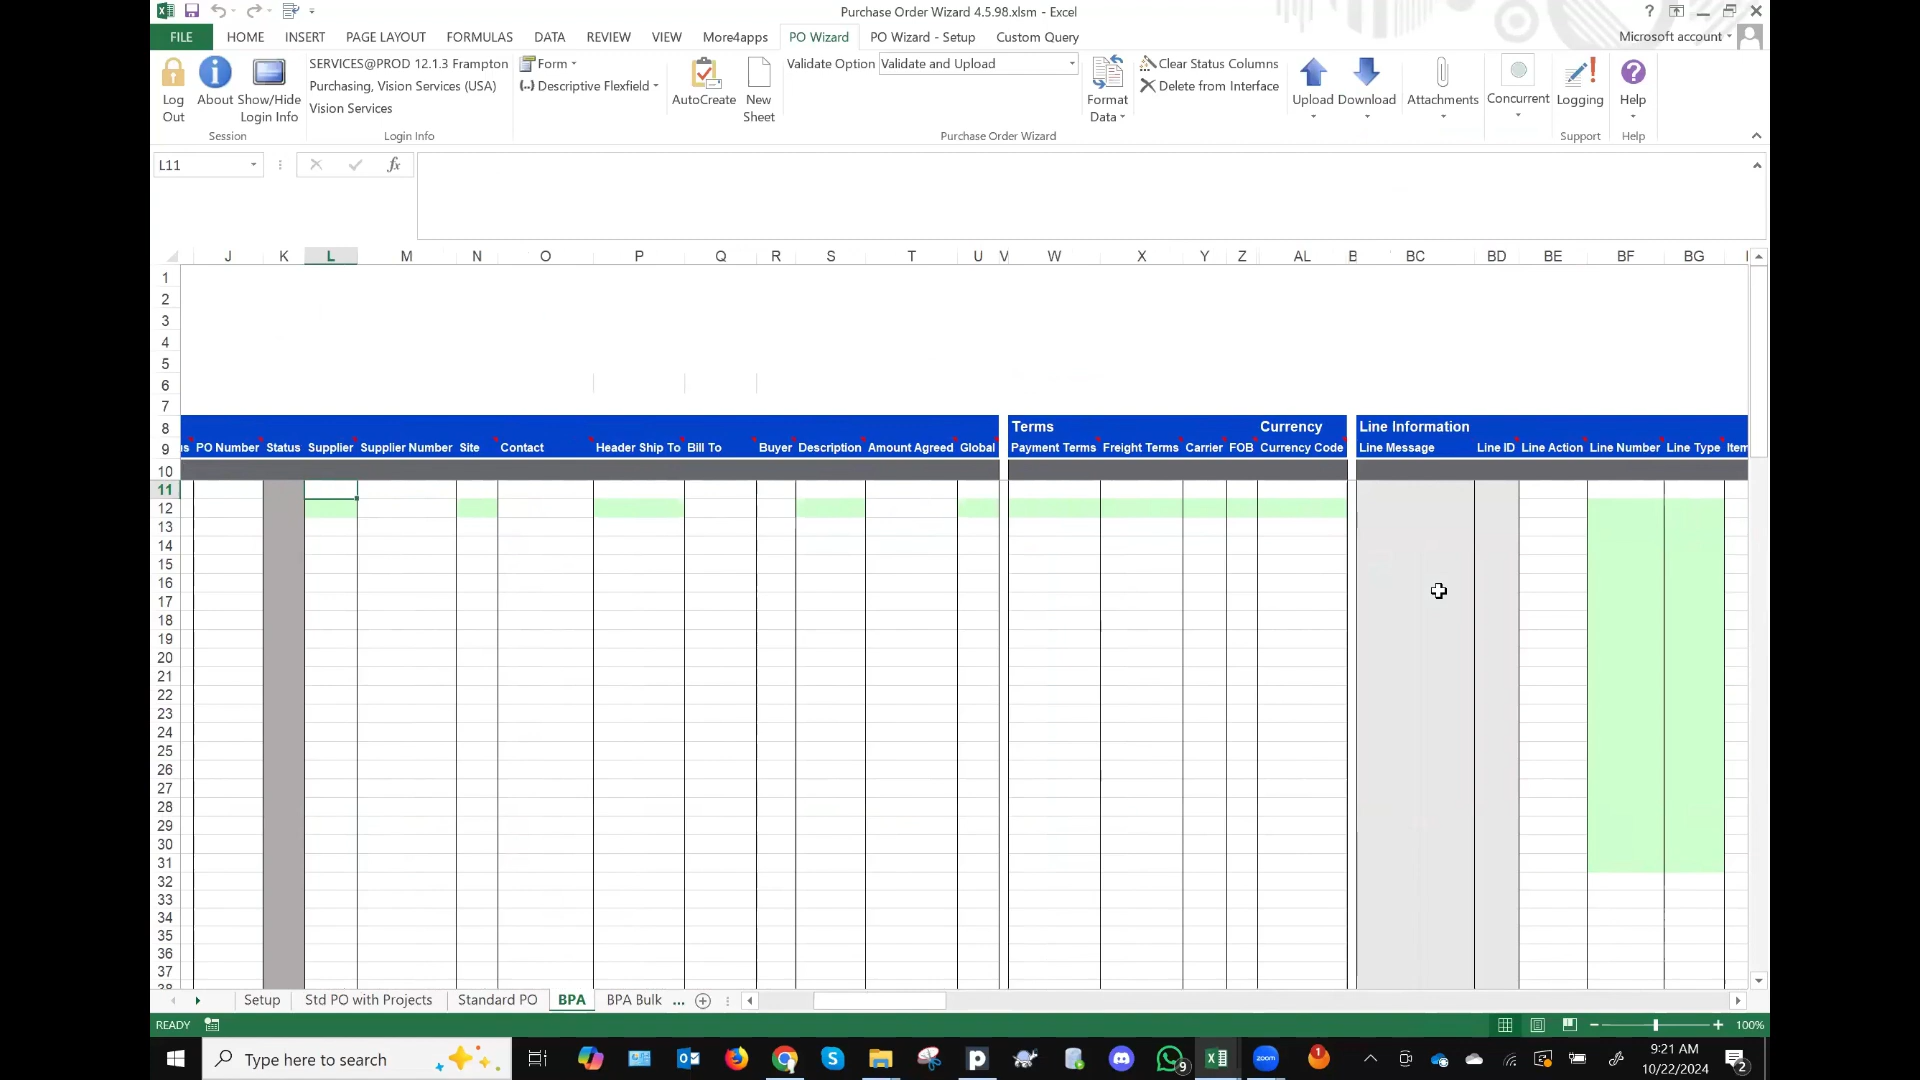 Purchase Order Wizard 4.5.98.xlsm - Excel
FILE HOME INSERT PAGE LAYOUT FORMULAS DATA REVIEW VIEW More4apps PO Wizard PO Wizard - Setup Custom Query Microsoft account
Log Out
About
Show/Hide Login Info
Session
SERVICES@PROD 12.1.3 Frampton
Purchasing, Vision Services (USA)
Vision Services
Login Info
Form
Descriptive Flexfield
AutoCreate
New Sheet
Validate Option Validate and Upload
Format Data
Clear Status Columns
Delete from Interface
Upload
Download
Attachments
Concurrent
Logging
Help
Purchase Order Wizard
Support
Help
L11
fx
J K L M N O P Q R S T U V W X Y Z AL B BC BD BE BF BG
1
2
3
4
5
6
7
8 Terms Currency Line Information
9 PO Number Status Supplier Supplier Number Site Contact Header Ship To Bill To Buyer Description Amount Agreed Global Payment Terms Freight Terms Carrier FOB Currency Code Line Message Line ID Line Action Line Number Line Type Item
10
11
12
13
14
15
16
17
18
19
20
21
22
23
24
25
26
27
28
29
30
31
32
33
34
35
36
37
38
Setup Std PO with Projects Standard PO BPA BPA Bulk ...
READY 100%
Type here to search
zoom
9
1
9:21 AM
10/22/2024
2